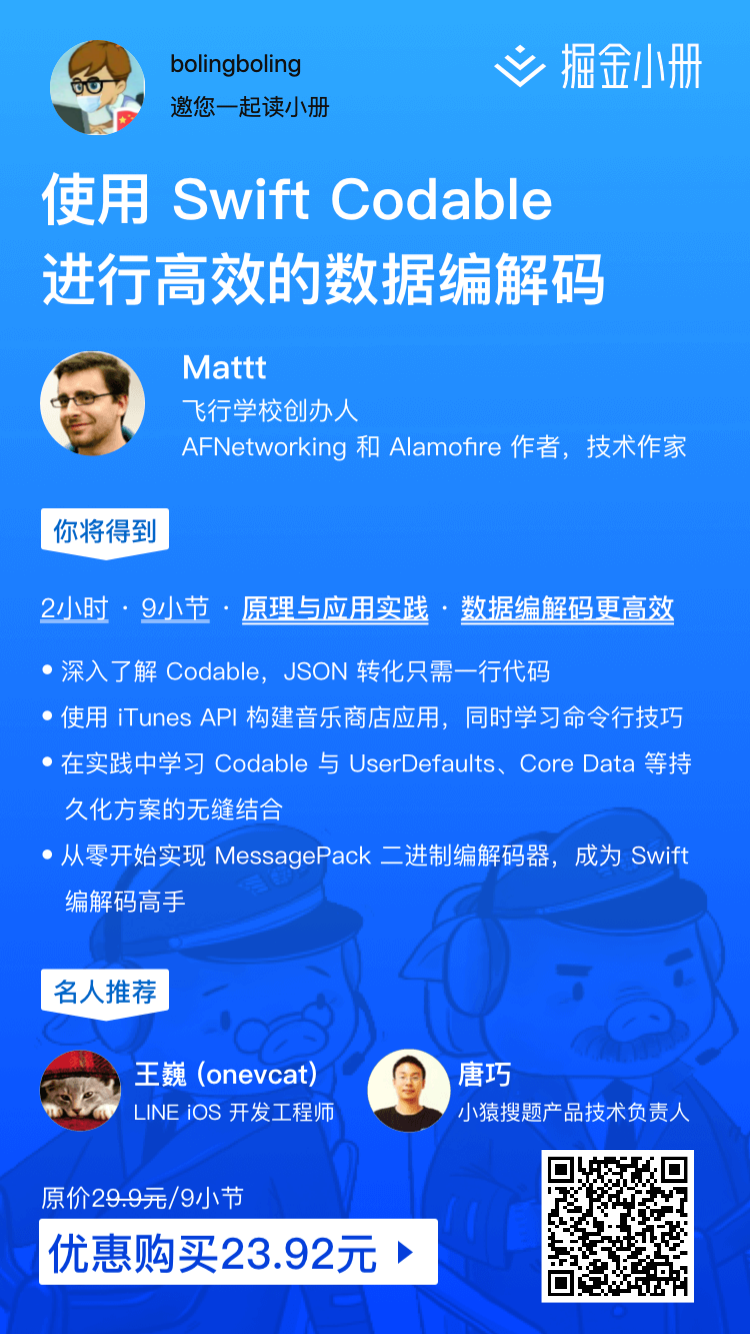 bolingboling
邀您一起读小册
掘金小册
使用 Swift Codable
进行高效的数据编解码
Mattt
飞行学校创办人
AFNetworking 和 Alamofire 作者，技术作家
你将得到
2小时 · 9小节 · 原理与应用实践 · 数据编解码更高效
• 深入了解 Codable，JSON 转化只需一行代码
• 使用 iTunes API 构建音乐商店应用，同时学习命令行技巧
• 在实践中学习 Codable 与 UserDefaults、Core Data 等持
久化方案的无缝结合
• 从零开始实现 MessagePack 二进制编解码器，成为 Swift
编解码高手
名人推荐
王巍 (onevcat)
LINE iOS 开发工程师
唐巧
小猿搜题产品技术负责人
原价29.9元/9小节
优惠购买23.92元